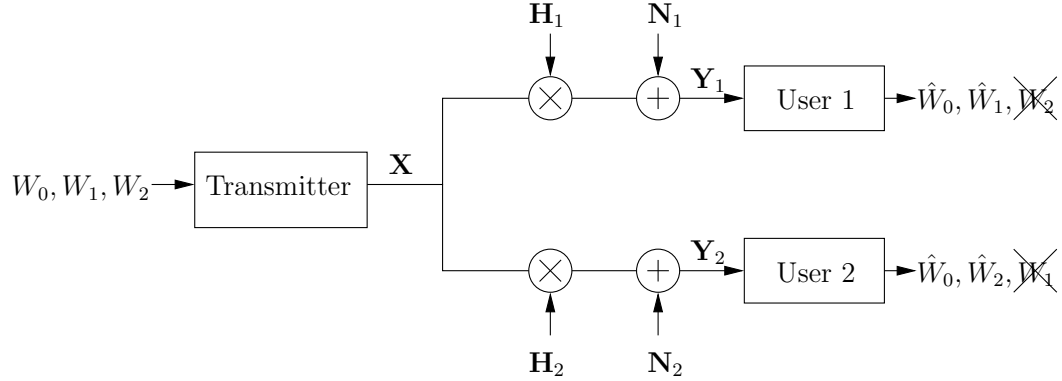 H₁ N₁
Y₁
User 1 Ŵ₀, Ŵ₁, W₂
X
W₀, W₁, W₂ Transmitter
Y₂
User 2 Ŵ₀, Ŵ₂, W₁
H₂ N₂